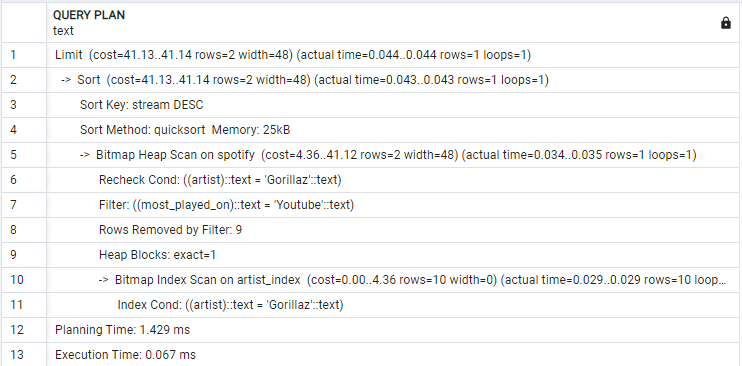 QUERY PLAN
text
1 Limit (cost=41.13..41.14 rows=2 width=48) (actual time=0.044..0.044 rows=1 loops=1)
2 -> Sort (cost=41.13..41.14 rows=2 width=48) (actual time=0.043..0.043 rows=1 loops=1)
3 Sort Key: stream DESC
4 Sort Method: quicksort Memory: 25kB
5 -> Bitmap Heap Scan on spotify (cost=4.36..41.12 rows=2 width=48) (actual time=0.034..0.035 rows=1 loops=1)
6 Recheck Cond: ((artist)::text = 'Gorillaz'::text)
7 Filter: ((most_played_on)::text = 'Youtube'::text)
8 Rows Removed by Filter: 9
9 Heap Blocks: exact=1
10 -> Bitmap Index Scan on artist_index (cost=0.00..4.36 rows=10 width=0) (actual time=0.029..0.029 rows=10 loop...
11 Index Cond: ((artist)::text = 'Gorillaz'::text)
12 Planning Time: 1.429 ms
13 Execution Time: 0.067 ms